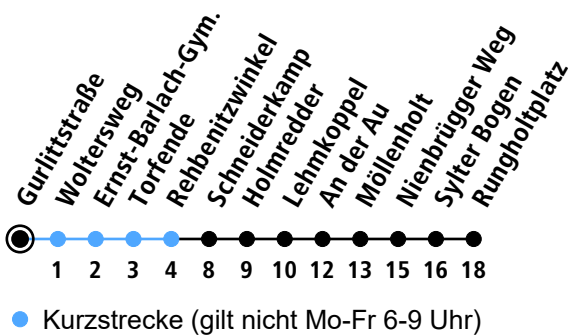 Gurlittstraße
Woltersweg
Ernst-Barlach-Gym.
Torfende
Rehbenitzwinkel
Schneiderkamp
Holmredder
Lehmkoppel
An der Au
Möllenholt
Nienbrügger Weg
Sylter Bogen
Rungholtplatz
1 2 3 4 8 9 10 12 13 15 16 18
Kurzstrecke (gilt nicht Mo-Fr 6-9 Uhr)